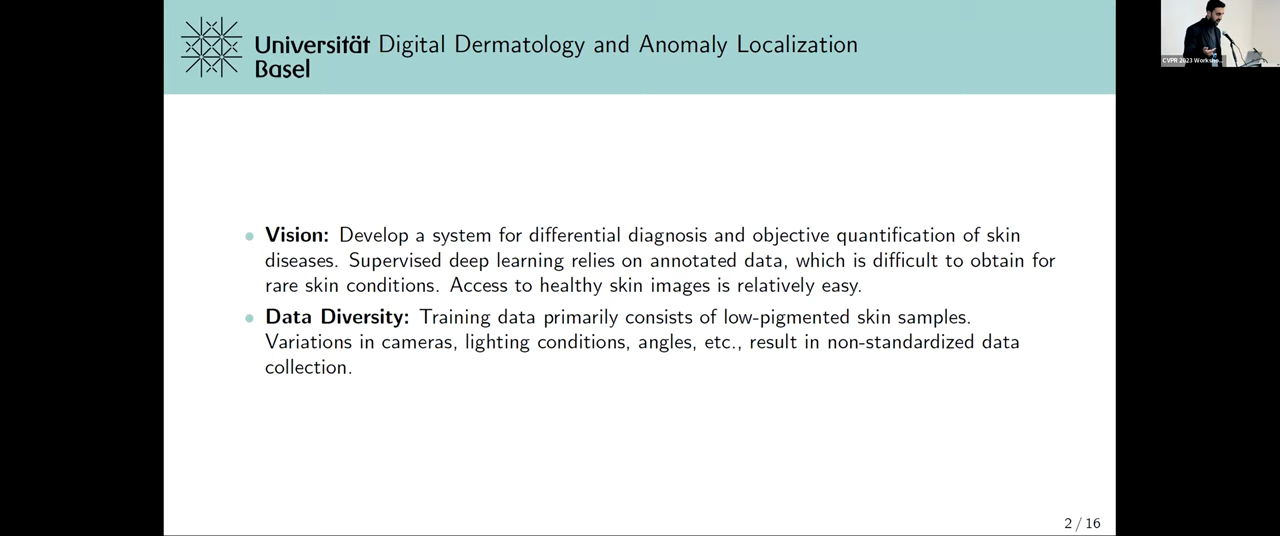 Universität Digital Dermatology and Anomaly Localization
Basel
CVPR 2023 Worksho...
• Vision: Develop a system for differential diagnosis and objective quantification of skin
diseases. Supervised deep learning relies on annotated data, which is difficult to obtain for
rare skin conditions. Access to healthy skin images is relatively easy.
• Data Diversity: Training data primarily consists of low-pigmented skin samples.
Variations in cameras, lighting conditions, angles, etc., result in non-standardized data
collection.
2 / 16